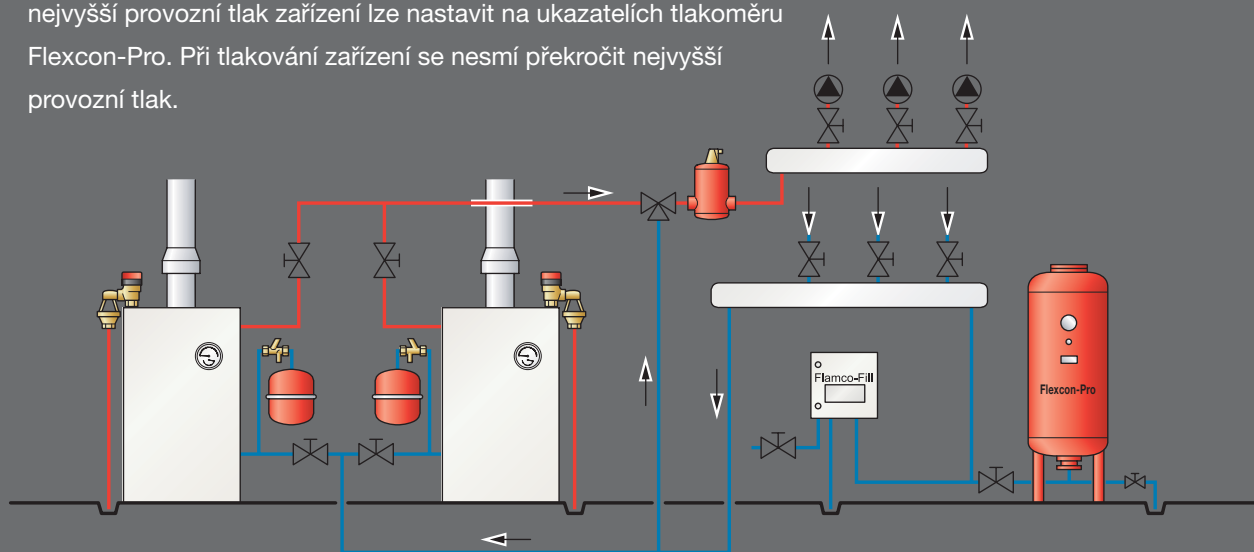 nejvyšší provozní tlak zařízení lze nastavit na ukazatelích tlakoměru
Flexcon-Pro. Při tlakování zařízení se nesmí překročit nejvyšší
provozní tlak.
Flamco-Fill
Flexcon-Pro